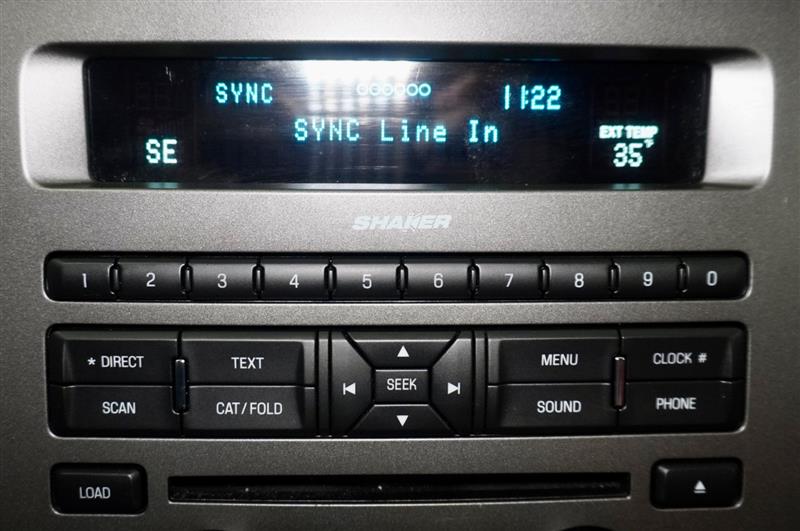 SYNC 11:22
SYNC Line In
EXT TEMP
SE 35°F
SHAKER
1 2 3 4 5 6 7 8 9 0
* DIRECT TEXT MENU CLOCK #
SEEK
SCAN CAT/FOLD SOUND PHONE
LOAD